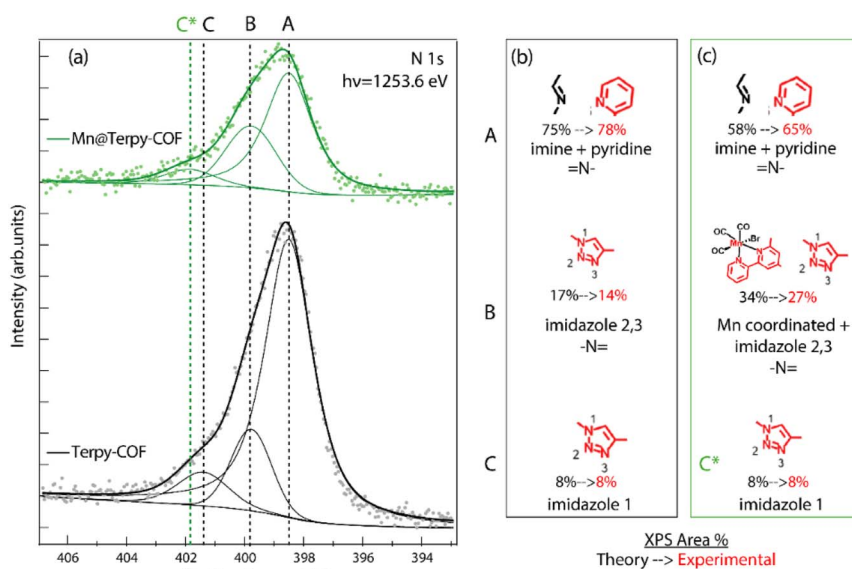 C* C B A
(a)
N 1s
hν=1253.6 eV
Mn@Terpy-COF
Terpy-COF
Intensity (arb.units)
406 404 402 400 398 396 394
(b)
A
N
N
75% --> 78%
imine + pyridine
=N-
B
1
N
N
N
2
3
17%-->14%
imidazole 2,3
-N=
C
1
N
N
N
2
3
8%-->8%
imidazole 1
(c)
N
N
58% --> 65%
imine + pyridine
=N-
CO
OC
Br
Mn
OC
N
N
1
N
N
N
2
3
34%-->27%
Mn coordinated +
imidazole 2,3
-N=
C*
1
N
N
N
2
3
8%-->8%
imidazole 1
XPS Area %
Theory --> Experimental